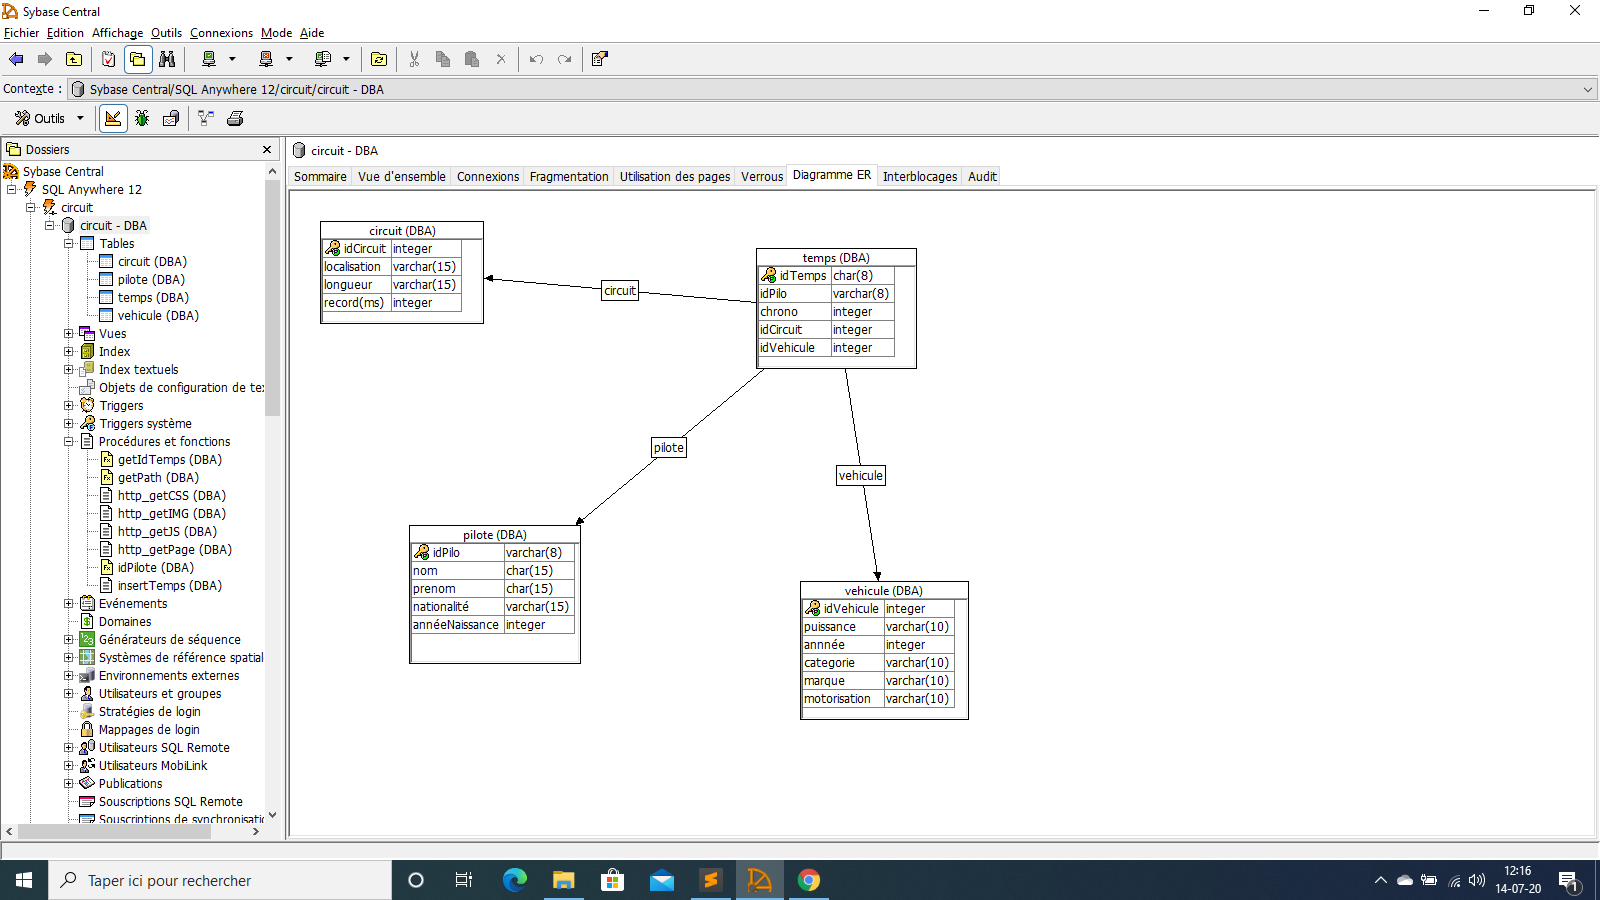 Sybase Central
Fichier Edition Affichage Outils Connexions Mode Aide
Contexte : Sybase Central/SQL Anywhere 12/circuit/circuit - DBA
Outils
Dossiers
Sybase Central
SQL Anywhere 12
circuit
circuit - DBA
Tables
circuit (DBA)
pilote (DBA)
temps (DBA)
vehicule (DBA)
Vues
Index
Index textuels
Objets de configuration de te
Triggers
Triggers système
Procédures et fonctions
getIdTemps (DBA)
getPath (DBA)
http_getCSS (DBA)
http_getIMG (DBA)
http_getJS (DBA)
http_getPage (DBA)
idPilote (DBA)
insertTemps (DBA)
Evénements
Domaines
Générateurs de séquence
Systèmes de référence spatial
Environnements externes
Utilisateurs et groupes
Stratégies de login
Mappages de login
Utilisateurs SQL Remote
Utilisateurs MobiLink
Publications
Souscriptions SQL Remote
Souscriptions de synchronisati
circuit - DBA
Sommaire Vue d'ensemble Connexions Fragmentation Utilisation des pages Verrous Diagramme ER Interblocages Audit
circuit (DBA)
idCircuit integer
localisation varchar(15)
longueur varchar(15)
record(ms) integer
circuit
temps (DBA)
idTemps char(8)
idPilo varchar(8)
chrono integer
idCircuit integer
idVehicule integer
pilote
vehicule
pilote (DBA)
idPilo varchar(8)
nom char(15)
prenom char(15)
nationalité varchar(15)
annéeNaissance integer
vehicule (DBA)
idVehicule integer
puissance varchar(10)
annnée integer
categorie varchar(10)
marque varchar(10)
motorisation varchar(10)
Taper ici pour rechercher
12:16
14-07-20
1